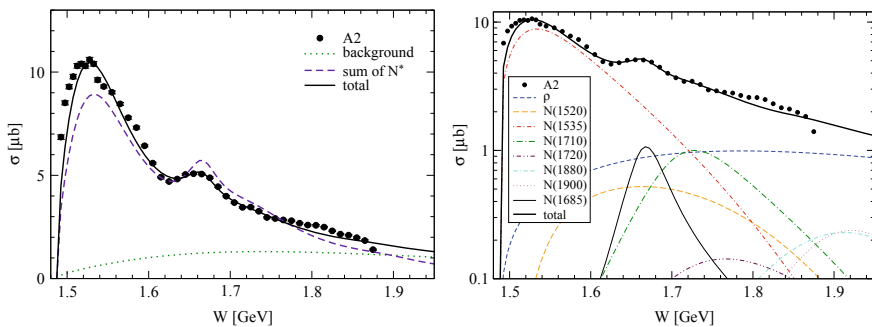 A2
background
sum of N*
total
10
5
0
σ [μb]
1.5 1.6 1.7 1.8 1.9
W [GeV]
10
1
0.1
σ [μb]
A2
ρ
N(1520)
N(1535)
N(1710)
N(1720)
N(1880)
N(1900)
N(1685)
total
1.5 1.6 1.7 1.8 1.9
W [GeV]